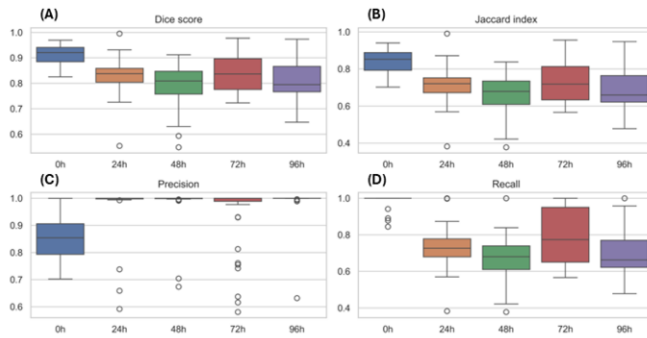 (A) Dice score
1.0
0.9
0.8
0.7
0.6
0h 24h 48h 72h 96h
(B) Jaccard index
1.0
0.8
0.6
0.4
0h 24h 48h 72h 96h
(C) Precision
1.0
0.9
0.8
0.7
0.6
0h 24h 48h 72h 96h
(D) Recall
1.0
0.8
0.6
0.4
0h 24h 48h 72h 96h